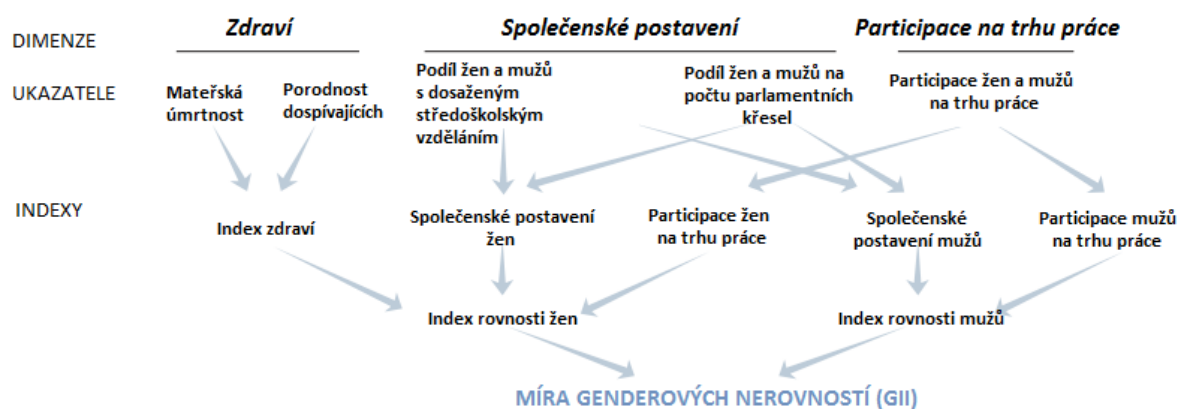 DIMENZE
Zdraví
Společenské postavení
Participace na trhu práce
UKAZATELE
Mateřská
úmrtnost
Porodnost
dospívajících
Podíl žen a mužů
s dosaženým
středoškolským
vzděláním
Podíl žen a mužů na
počtu parlamentních
křesel
Participace žen a mužů
na trhu práce
INDEXY
Index zdraví
Společenské postavení
žen
Participace žen
na trhu práce
Společenské
postavení mužů
Participace mužů
na trhu práce
Index rovnosti žen
Index rovnosti mužů
MÍRA GENDEROVÝCH NEROVNOSTÍ (GII)